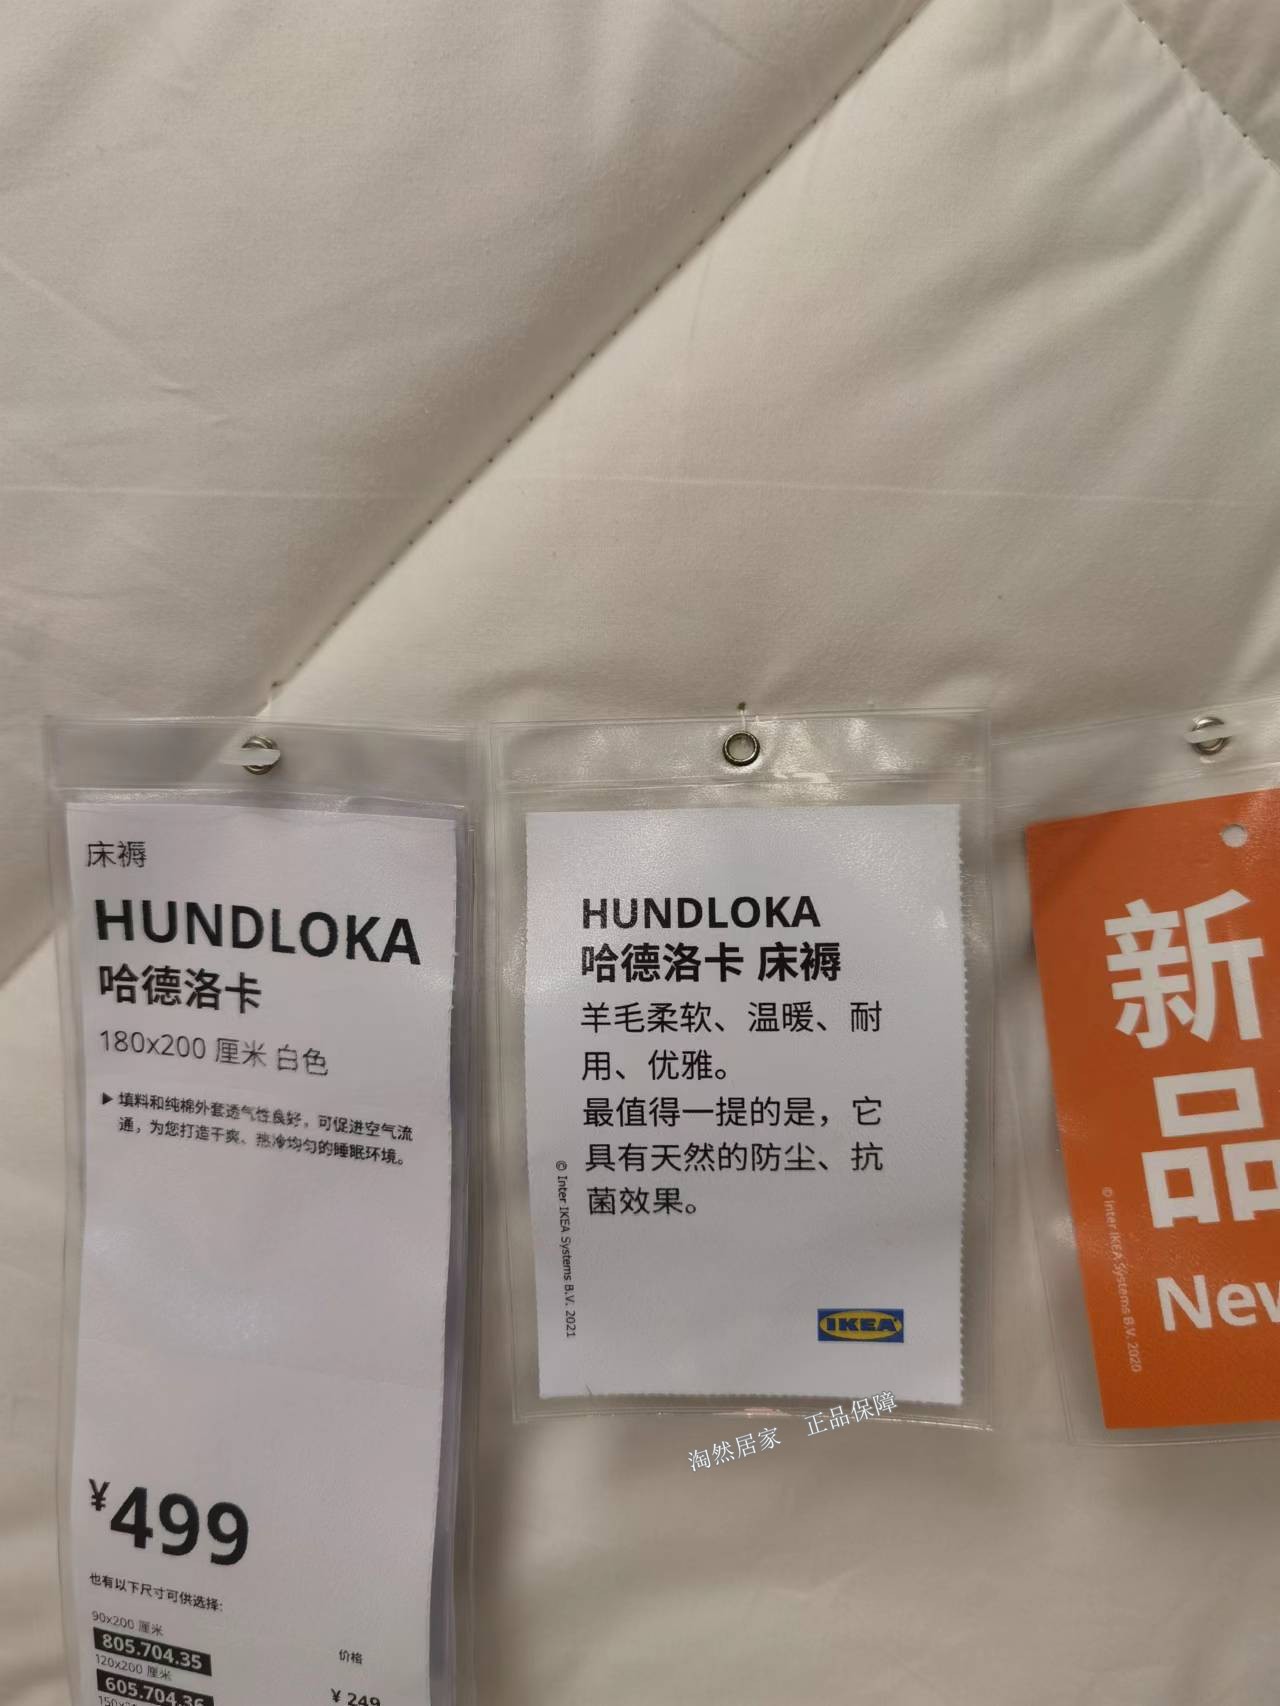 床褥
HUNDLOKA
哈德洛卡
180x200 厘米 白色
▶ 填料和纯棉外套透气性良好，可促进空气流
通，为您打造干爽、热冷均匀的睡眠环境。
¥499
也有以下尺寸可供选择:
90x200 厘米
805.704.35
价格
120x200 厘米
605.704.36
¥ 249
HUNDLOKA
哈德洛卡 床褥
羊毛柔软、温暖、耐
用、优雅。
最值得一提的是，它
具有天然的防尘、抗
菌效果。
© Inter IKEA Systems B.V. 2021
IKEA
新
品
New
© Inter IKEA Systems B.V. 2020
淘然居家 正品保障